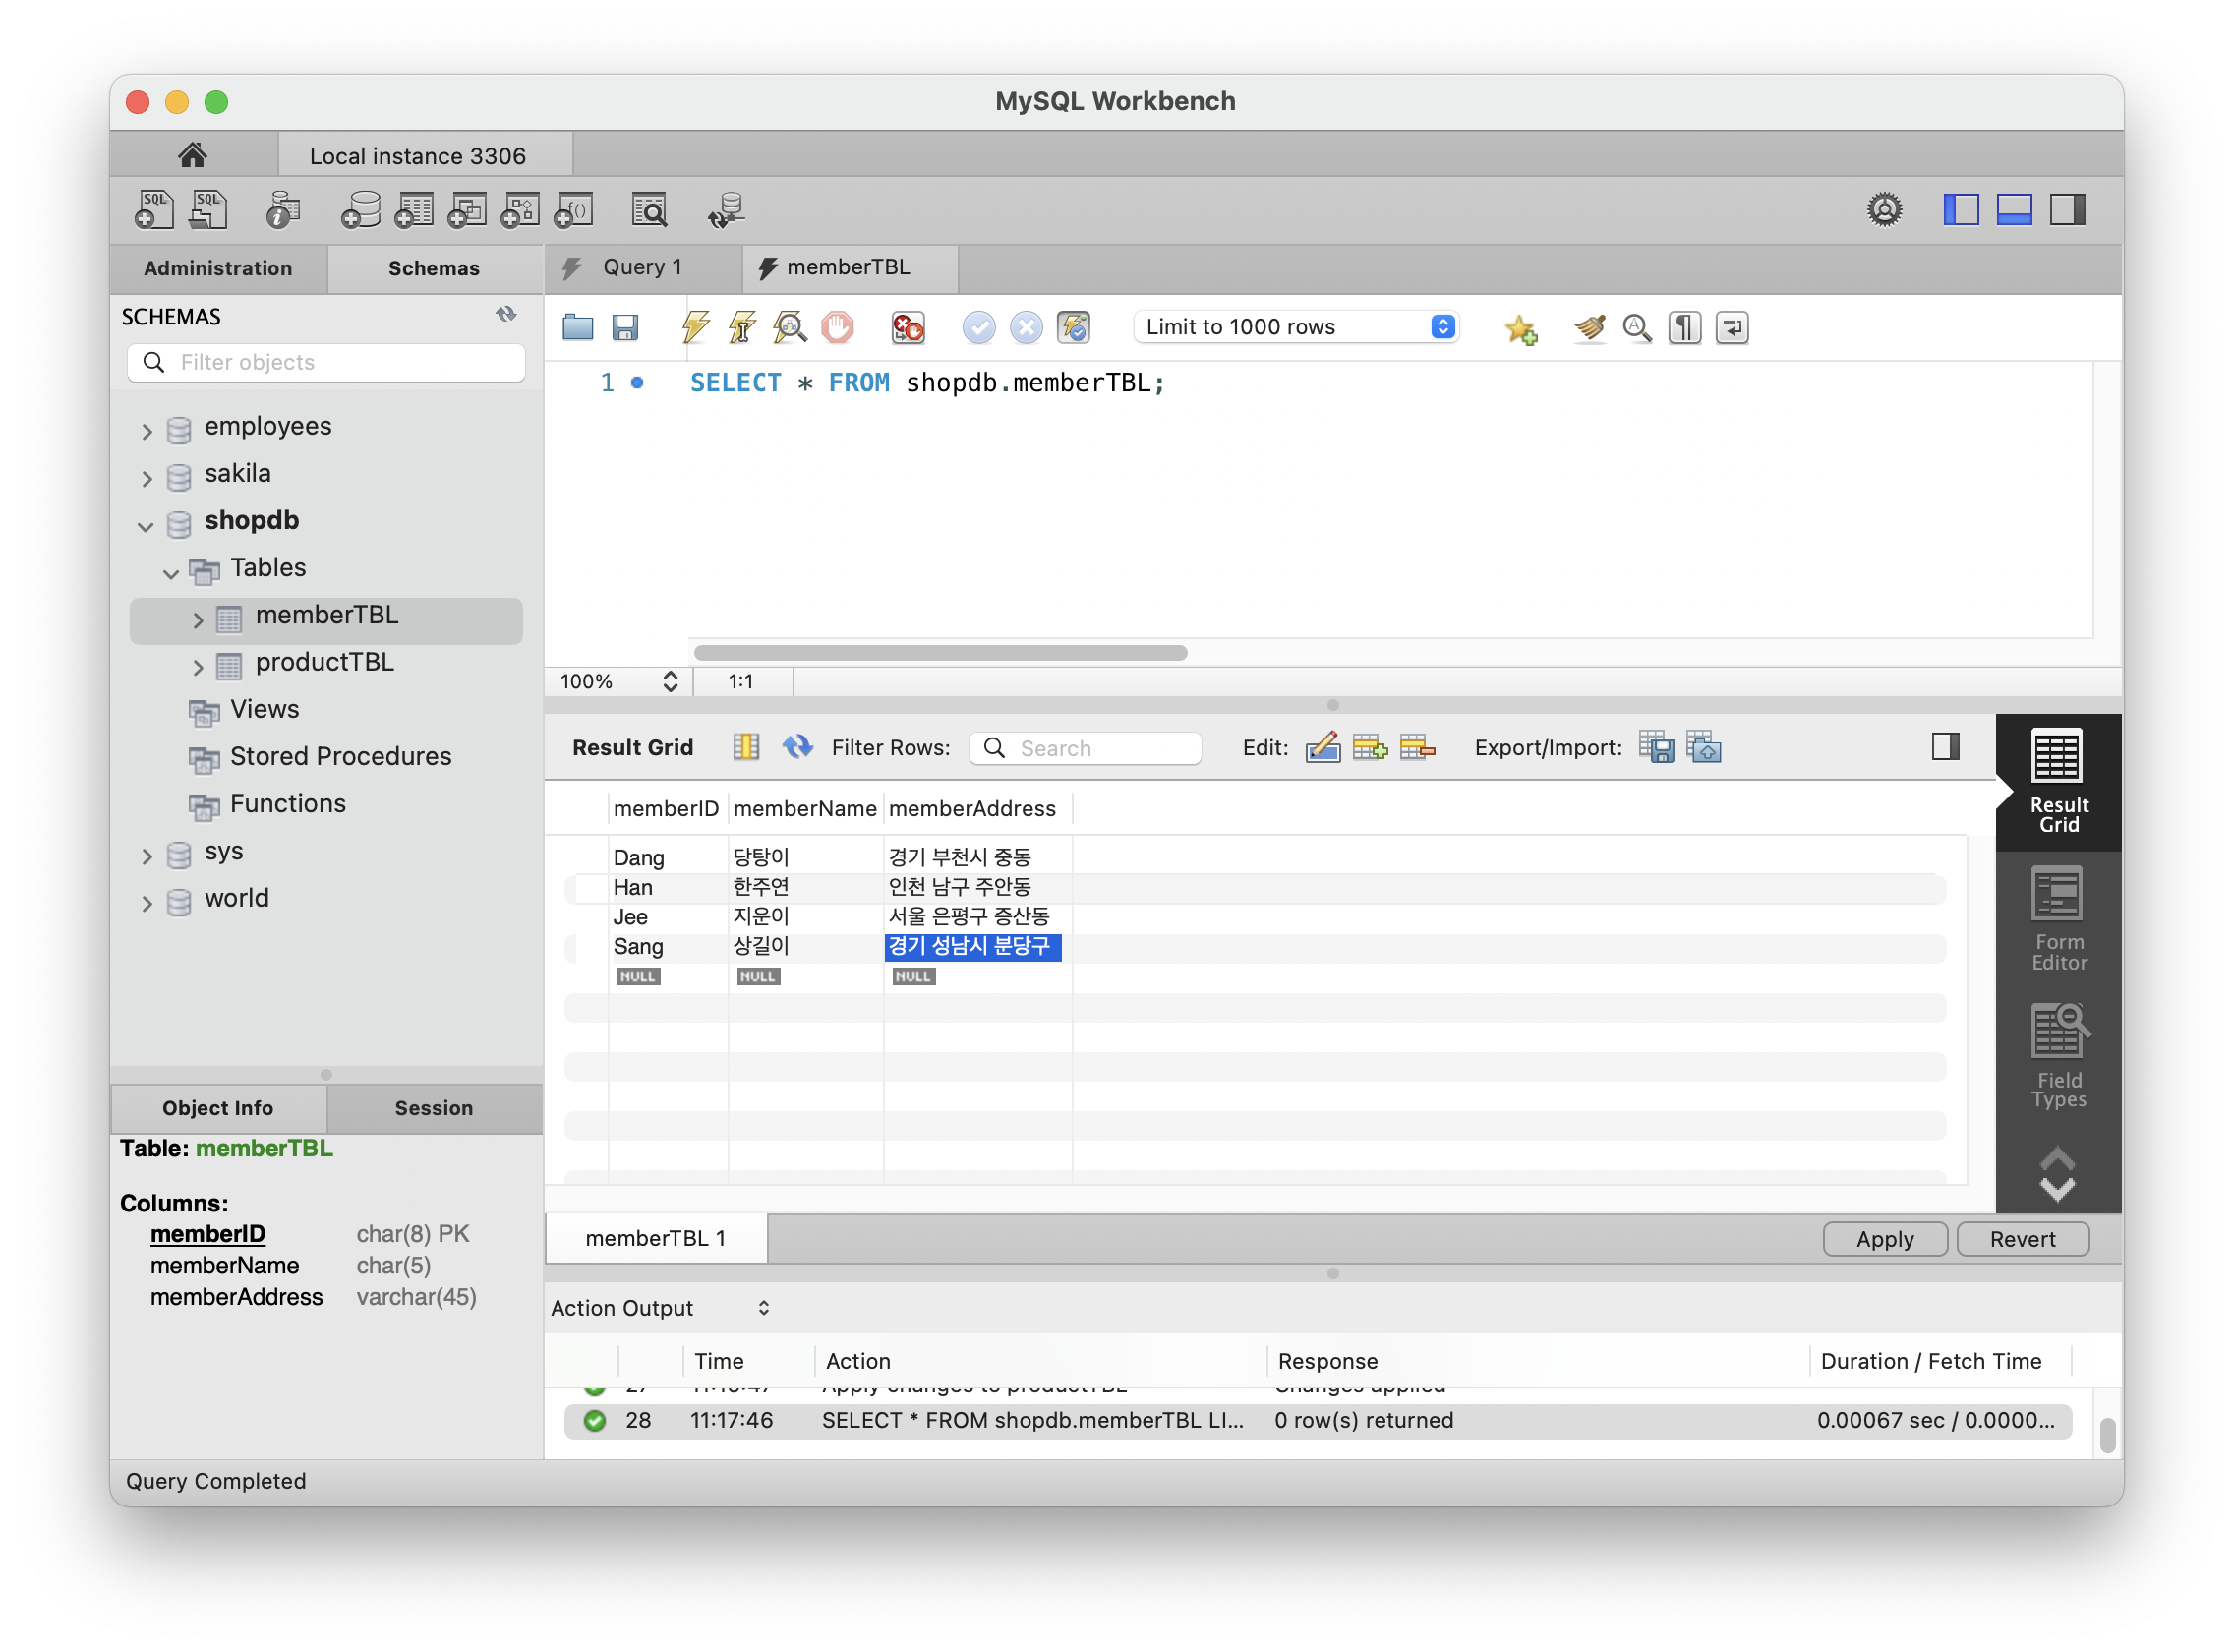 MySQL Workbench
Local instance 3306
SQL SQL i f()
Administration Schemas
Query 1 memberTBL
SCHEMAS
Filter objects
Limit to 1000 rows
1 SELECT * FROM shopdb.memberTBL;
employees
sakila
shopdb
Tables
memberTBL
productTBL
Views
Stored Procedures
Functions
sys
world
100% 1:1
Result Grid Filter Rows: Search Edit: Export/Import:
memberID memberName memberAddress
Dang 당탕이 경기 부천시 중동
Han 한주연 인천 남구 주안동
Jee 지운이 서울 은평구 증산동
Sang 상길이 경기 성남시 분당구
NULL NULL NULL
Result
Grid
Form
Editor
Field
Types
Object Info Session
Table: memberTBL
Columns:
memberID char(8) PK
memberName char(5)
memberAddress varchar(45)
memberTBL 1 Apply Revert
Action Output
Time Action Response Duration / Fetch Time
27 11:16:47 Apply changes to productTBL Changes applied
28 11:17:46 SELECT * FROM shopdb.memberTBL LI... 0 row(s) returned 0.00067 sec / 0.0000...
Query Completed